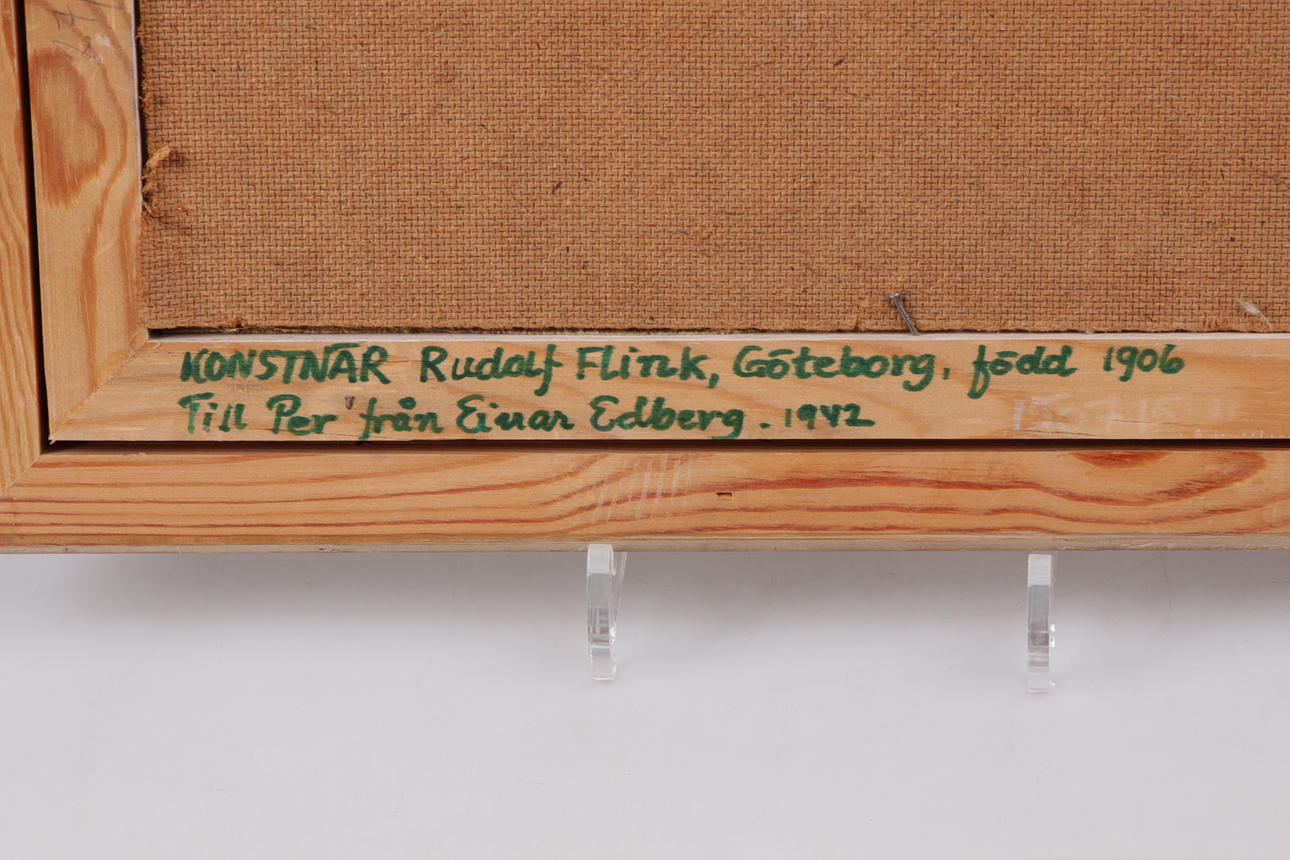 KONSTNÄR Rudolf Flink, Göteborg, född 1906
Till Per från Einar Edberg. 1942